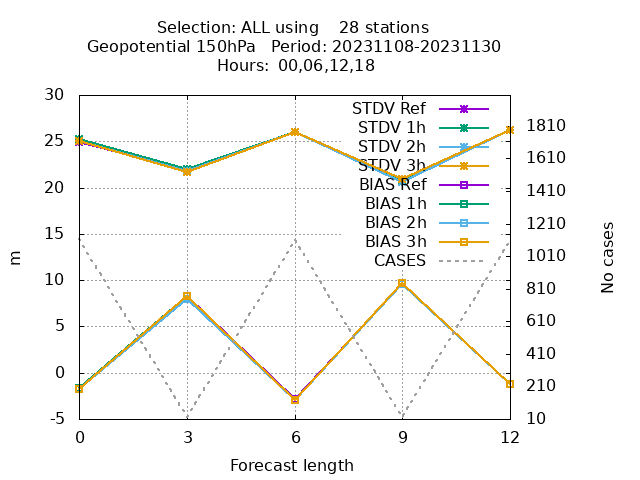 Selection: ALL using    28 stations
Geopotential 150hPa   Period: 20231108-20231130
Hours:  00,06,12,18
30
25
20
15
10
5
0
-5
m
STDV Ref
STDV 1h
STDV 2h
STDV 3h
BIAS Ref
BIAS 1h
BIAS 2h
BIAS 3h
CASES
1810
1610
1410
1210
1010
810
610
410
210
10
No cases
0 3 6 9 12
Forecast length